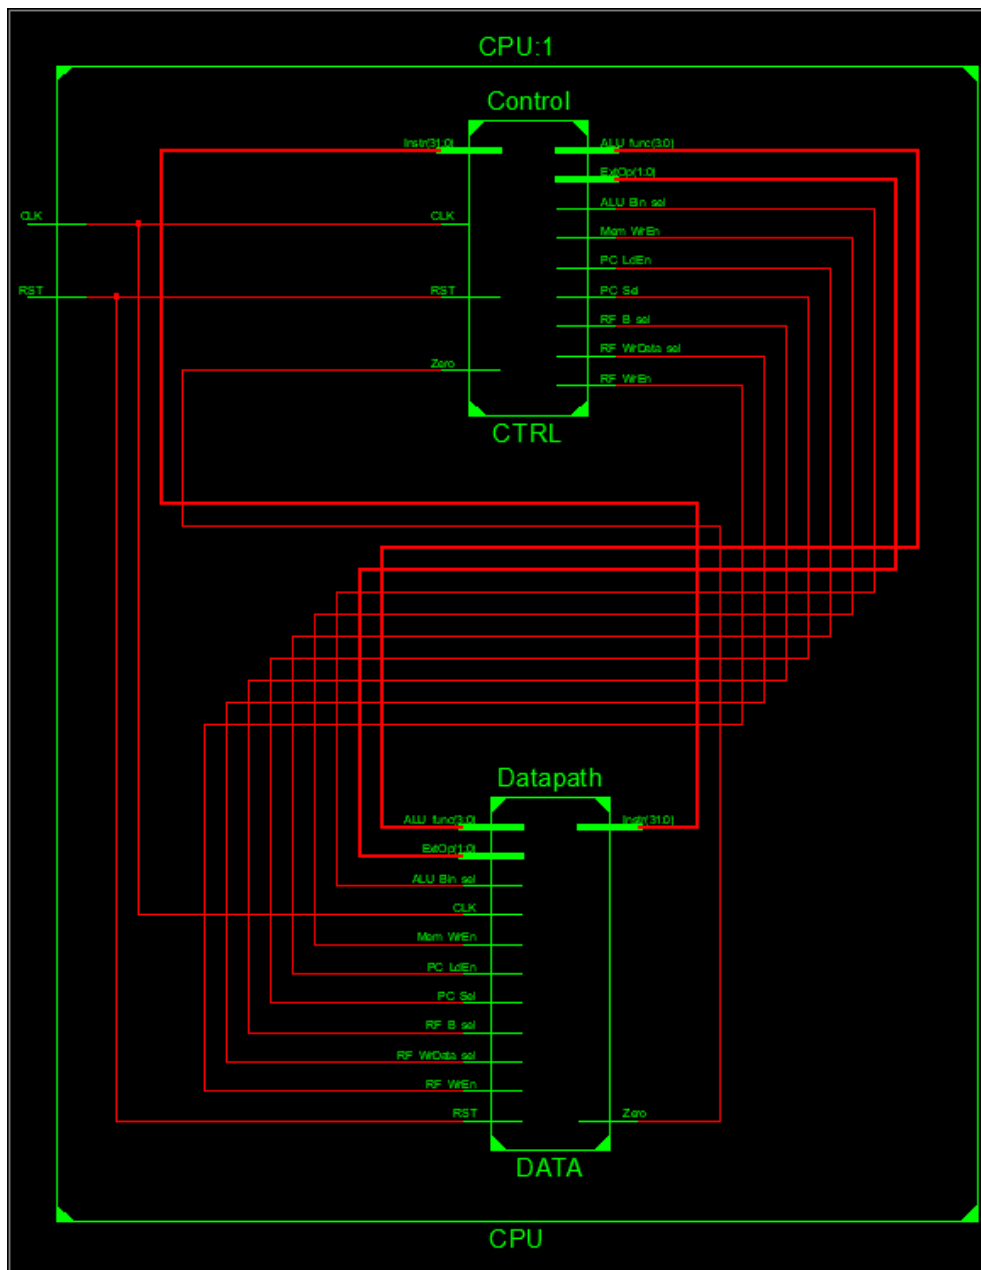 CPU:1
Control
Instr(31:0)
ALU func(3:0)
ExtOp(1:0)
CLK
CLK
ALU Bin sel
Mem WrEn
PC LdEn
RST
RST
PC Sel
RF B sel
RF WrData sel
Zero
RF WrEn
CTRL
Datapath
ALU func(3:0)
Instr(31:0)
ExtOp(1:0)
ALU Bin sel
CLK
Mem WrEn
PC LdEn
PC Sel
RF B sel
RF WrData sel
RF WrEn
RST
Zero
DATA
CPU